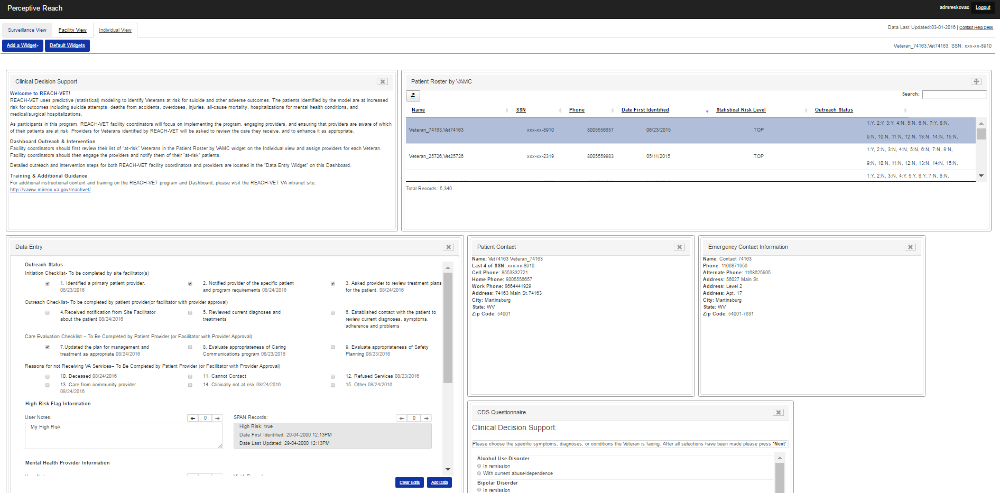 Perceptive Reach
admreskovac Logout
Surveillance View Facility View Individual View
Data Last Updated:03-01-2016 | Contact Help Desk
Add a Widget Default Widgets
Veteran_74163,Vet74163, SSN: xxx-xx-8910
Clinical Decision Support
Welcome to REACH-VET!
REACH-VET uses predictive (statistical) modeling to identify Veterans at risk for suicide and other adverse outcomes. The patients identified by the model are at increased
risk for outcomes including suicide attempts, deaths from accidents, overdoses, injuries, all-cause mortality, hospitalizations for mental health conditions, and
medical/surgical hospitalizations.
As participants in this program, REACH-VET facility coordinators will focus on implementing the program, engaging providers, and ensuring that providers are aware of which
of their patients are at risk. Providers for Veterans identified by REACH-VET will be asked to review the care they receive, and to enhance it as appropriate.
Dashboard Outreach & Intervention
Facility coordinators should first review their list of "at-risk" Veterans in the Patient Roster by VAMC widget on the Individual view and assign providers for each Veteran.
Facility coordinators should then engage the providers and notify them of their "at-risk" patients.
Detailed outreach and intervention steps for both REACH-VET facility coordinators and providers are located in the "Data Entry Widget" on this Dashboard.
Training & Additional Guidance
For additional instructional content and training on the REACH-VET program and Dashboard, please visit the REACH-VET VA intranet site:
http://vaww.mirecc.va.gov/reachvet/
Patient Roster by VAMC
Search:
Name SSN Phone Date First Identified Statistical Risk Level Outreach Status
Veteran_74163,Vet74163 xxx-xx-8910 8005556657 06/23/2015 TOP 1:Y, 2:Y, 3:Y, 4:N, 5:N, 6:N, 7:Y, 8:N,
9:N, 10:N, 11:N, 12:N, 13:N, 14:N, 15:N,
Veteran_25726,Vet25726 xxx-xx-2319 8005559983 05/11/2015 TOP 1:Y, 2:N, 3:N, 4:N, 5:N, 6:N, 7:N, 8:N,
9:N, 10:N, 11:N, 12:N, 13:N, 14:N, 15:N,
1:Y, 2:N, 3:N, 4:Y, 5:Y, 6:Y, 7:N, 8:N,
Total Records: 5,340
Data Entry
Outreach Status
Initiation Checklist- To be completed by site facilitator(s)
1. Identified a primary patient provider. 2. Notified provider of the specific patient 3. Asked provider to review treatment plans
08/23/2016 and program requirements 08/24/2016 for the patient. 08/24/2016
Outreach Checklist- To be completed by patient provider(or facilitator with provider approval)
4.Received notification from Site Facilitator 5. Reviewed current diagnoses and 6. Established contact with the patient to
about the patient 08/24/2016 treatments review current diagnoses, symptoms,
adherence and problems
Care Evaluation Checklist – To Be Completed by Patient Provider (or Facilitator with Provider Approval)
7.Updated the plan for management and 8. Evaluate appropriateness of Caring 9. Evaluate appropriateness of Safety
treatment as appropriate 08/24/2016 Communications program 08/23/2016 Planning 08/23/2016
Reasons for not Receiving VA Services– To Be Completed by Patient Provider (or Facilitator with Provider Approval)
10. Deceased 08/24/2016 11. Cannot Contact 12. Refused Services 08/23/2016
13. Care from community provider 14. Clinically not at risk 08/24/2016 15. Other 08/24/2016
08/24/2016
High Risk Flag Information
User Notes: 0 SPAN Records: 0
My High Risk
High Risk: true
Date First Identified: 20-04-2000 12:13PM
Date Last Updated: 29-04-2000 12:13PM
Mental Health Provider Information
Clear Edits Add Data
Patient Contact
Name: Vet74163 Veteran_74163
Last 4 of SSN: xxx-xx-8910
Cell Phone: 8553332721
Home Phone: 8005556657
Work Phone: 8664441929
Address: 74163 Main St.74163
City: Martinsburg
State: WV
Zip Code: 54001
Emergency Contact Information
Name: Contact 74163
Phone: 1166871956
Alternate Phone: 1168625905
Address: 56027 Main St.
Address: Level 2
Address: Apt. 17
City: Martinsburg
State: WV
Zip Code: 54001-7631
CDS Questionnaire
Clinical Decision Support:
Please choose the specific symptoms, diagnoses, or conditions the Veteran is facing. After all selections have been made please press 'Next'.
Alcohol Use Disorder
In remission
With current abuse/dependence
Bipolar Disorder
In remission